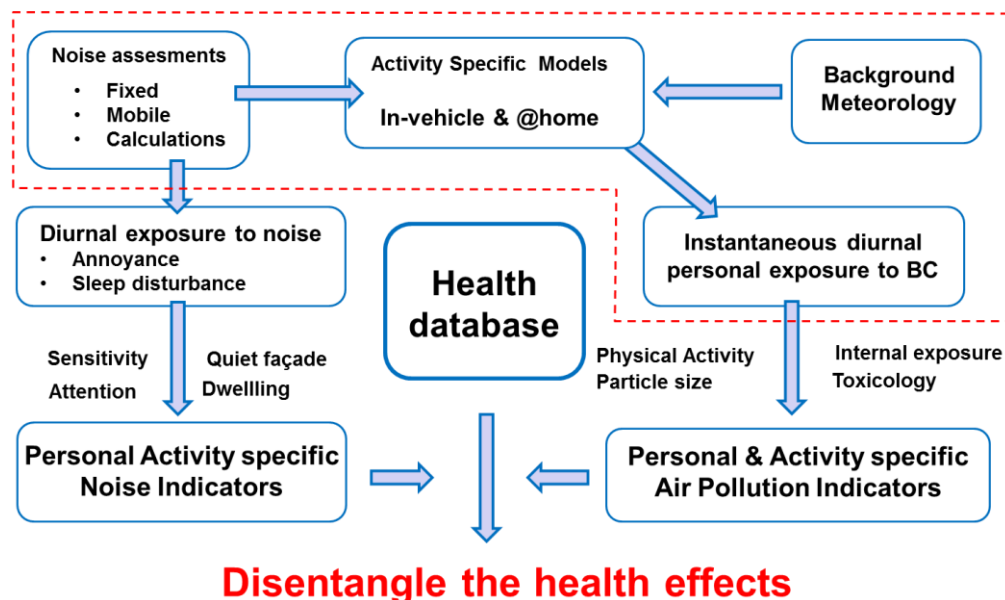 Noise assesments
• Fixed
• Mobile
• Calculations
Activity Specific Models
In-vehicle & @home
Background
Meteorology
Diurnal exposure to noise
• Annoyance
• Sleep disturbance
Health
database
Instantaneous diurnal
personal exposure to BC
Sensitivity
Attention
Quiet façade
Dwellling
Physical Activity
Particle size
Internal exposure
Toxicology
Personal Activity specific
Noise Indicators
Personal & Activity specific
Air Pollution Indicators
Disentangle the health effects